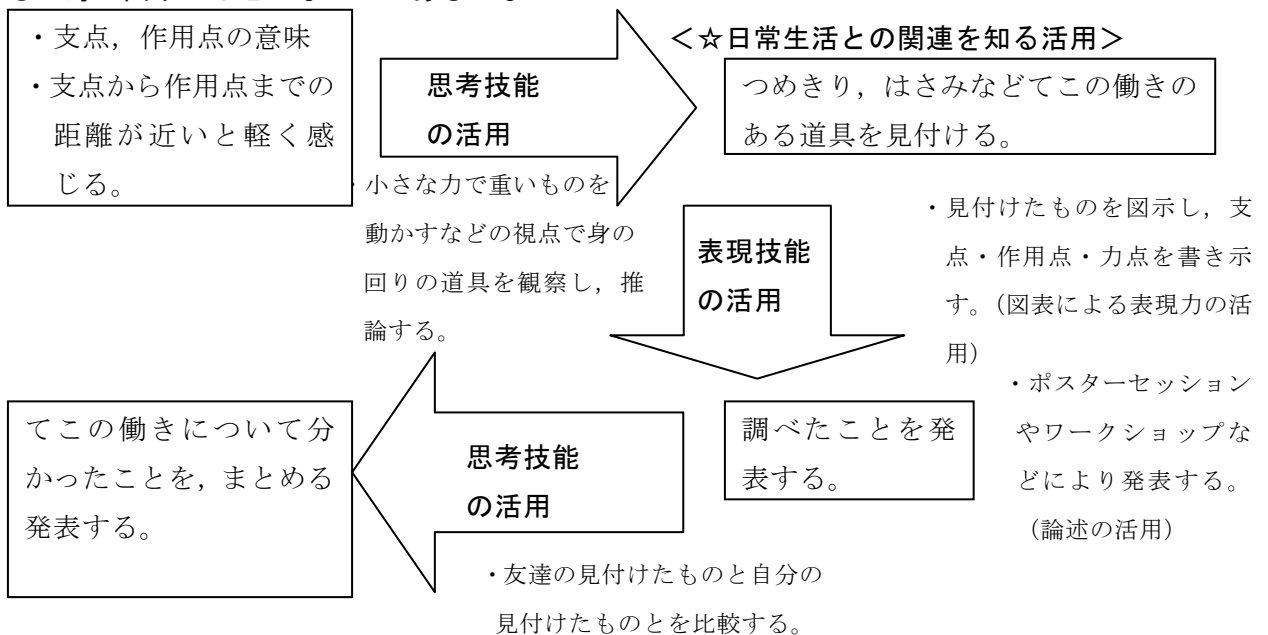 ・支点，作用点の意味
・支点から作用点までの
距離が近いと軽く感
じる。
思考技能
の活用
・小さな力で重いものを
動かすなどの視点で身の
回りの道具を観察し，推
論する。
＜☆日常生活との関連を知る活用＞
つめきり，はさみなどてこの働きの
ある道具を見付ける。
表現技能
の活用
・見付けたものを図示し，支
点・作用点・力点を書き示
す。（図表による表現力の活
用）
・ポスターセッション
やワークショップな
どにより発表する。
（論述の活用）
調べたことを発
表する。
思考技能
の活用
・友達の見付けたものと自分の
見付けたものとを比較する。
てこの働きについて分
かったことを，まとめる
発表する。